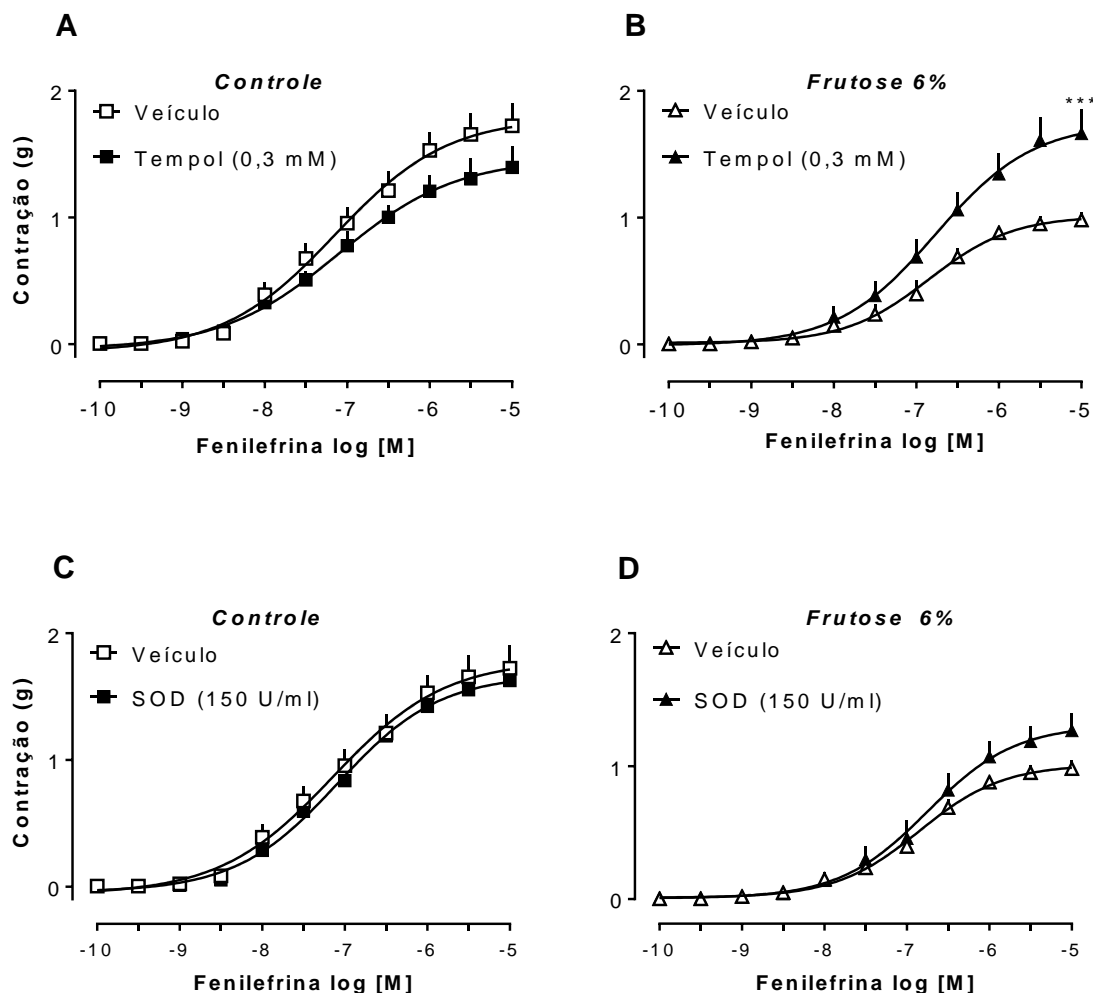 A
Controle
2
Veículo
Tempol (0,3 mM)
1
0
Contração (g)
-10 -9 -8 -7 -6 -5
Fenilefrina log [M]
B
Frutose 6%
2
Veículo
Tempol (0,3 mM)
***
1
0
-10 -9 -8 -7 -6 -5
Fenilefrina log [M]
C
Controle
2
Veículo
SOD (150 U/ml)
1
0
Contração (g)
-10 -9 -8 -7 -6 -5
Fenilefrina log [M]
D
Frutose 6%
2
Veículo
SOD (150 U/ml)
1
0
-10 -9 -8 -7 -6 -5
Fenilefrina log [M]